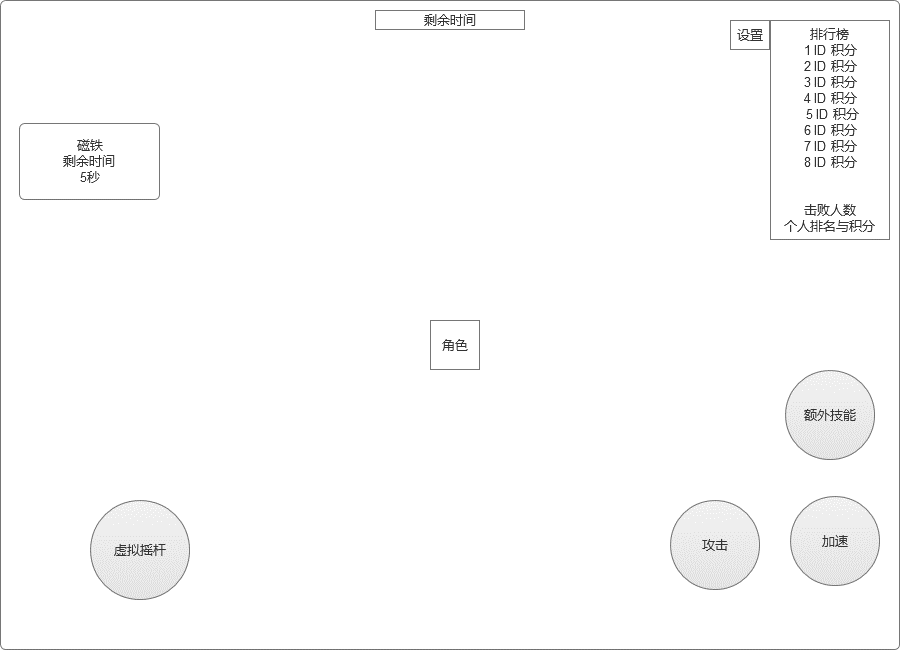 剩余时间
设置
排行榜
1 ID 积分
2 ID 积分
3 ID 积分
4 ID 积分
5 ID 积分
6 ID 积分
7 ID 积分
8 ID 积分
击败人数
个人排名与积分
磁铁
剩余时间
5秒
角色
额外技能
虚拟摇杆
攻击
加速